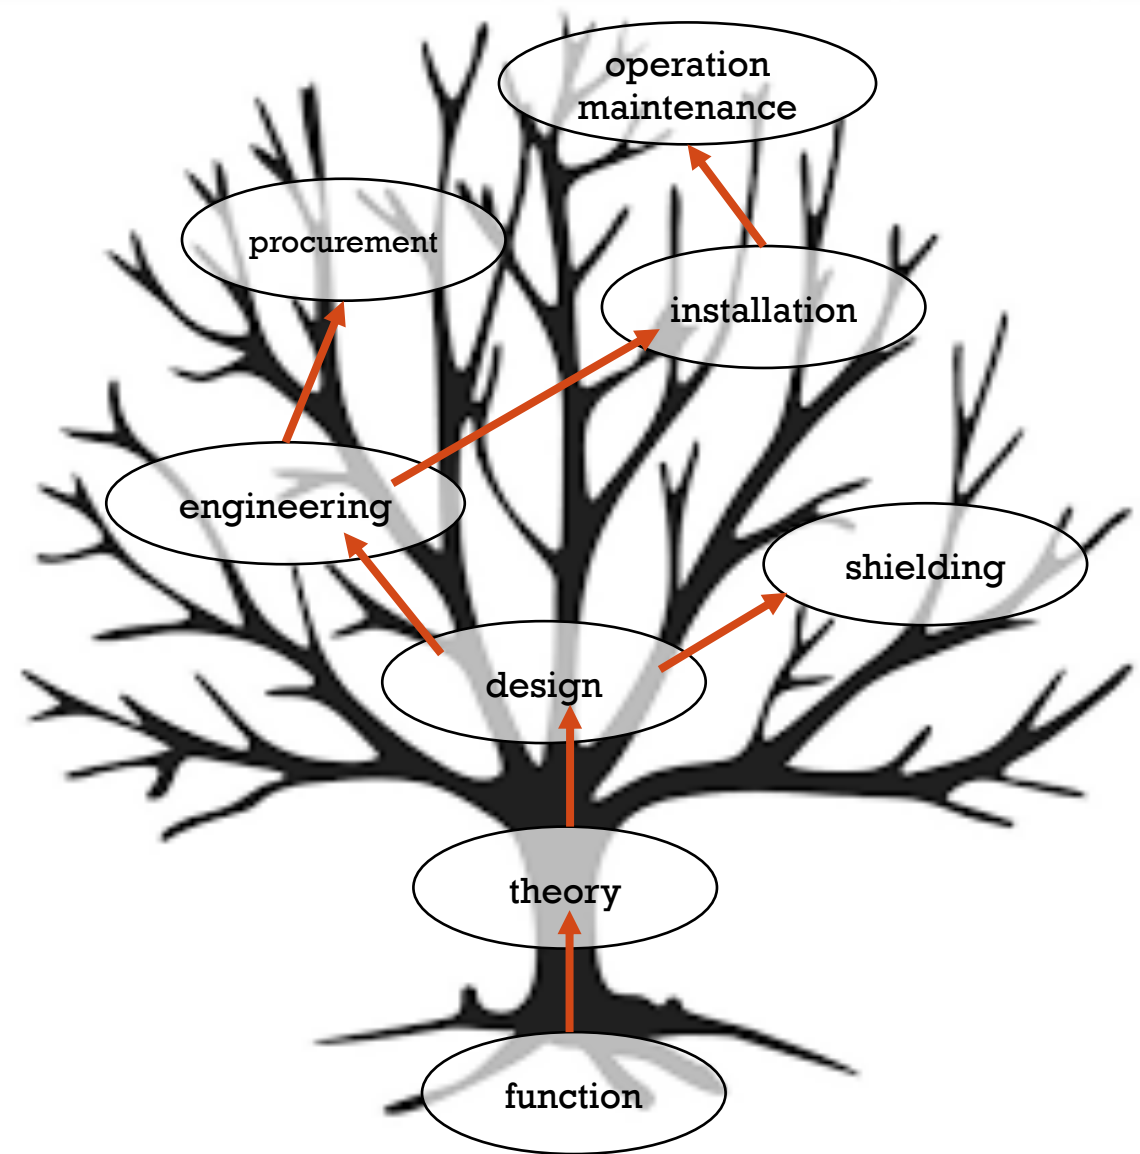 operation
maintenance
procurement
installation
engineering
shielding
design
theory
function